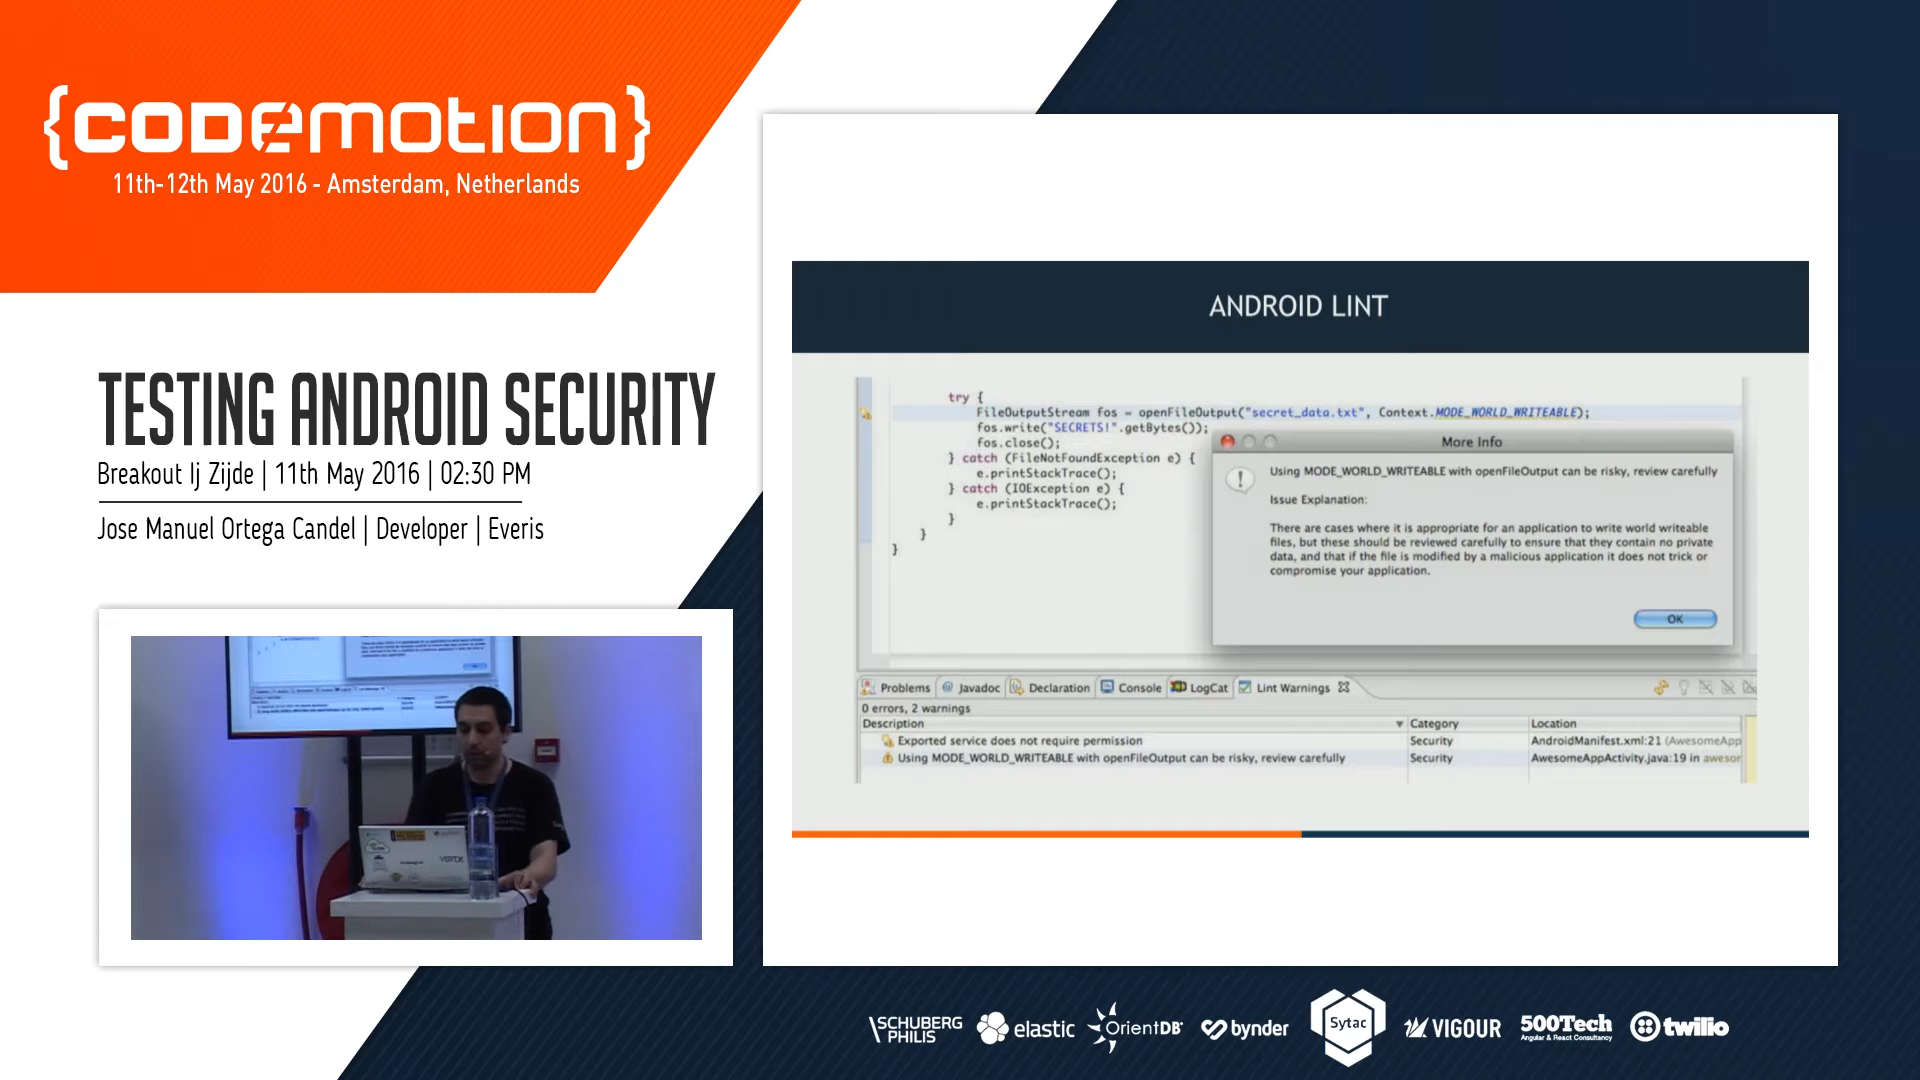 {codemotion}
11th-12th May 2016 - Amsterdam, Netherlands
TESTING ANDROID SECURITY
Breakout Ij Zijde | 11th May 2016 | 02:30 PM
Jose Manuel Ortega Candel | Developer | Everis
ANDROID LINT
try {
FileOutputStream fos = openFileOutput("secret_data.txt", Context.MODE_WORLD_WRITEABLE);
fos.write("SECRETS!".getBytes());
fos.close();
} catch (FileNotFoundException e) {
e.printStackTrace();
} catch (IOException e) {
e.printStackTrace();
}
}
}
More Info
Using MODE_WORLD_WRITEABLE with openFileOutput can be risky, review carefully
Issue Explanation:
There are cases where it is appropriate for an application to write world writeable
files, but these should be reviewed carefully to ensure that they contain no private
data, and that if the file is modified by a malicious application it does not trick or
compromise your application.
OK
Problems @ Javadoc Declaration Console LogCat Lint Warnings
0 errors, 2 warnings
Description Category Location
Exported service does not require permission Security AndroidManifest.xml:21 (AwesomeApp
Using MODE_WORLD_WRITEABLE with openFileOutput can be risky, review carefully Security AwesomeAppActivity.java:19 in awesor
SCHUBERG
PHILIS
elastic
OrientDB
bynder
Sytac
VIGOUR
500Tech
Angular & React Consultancy
twilio